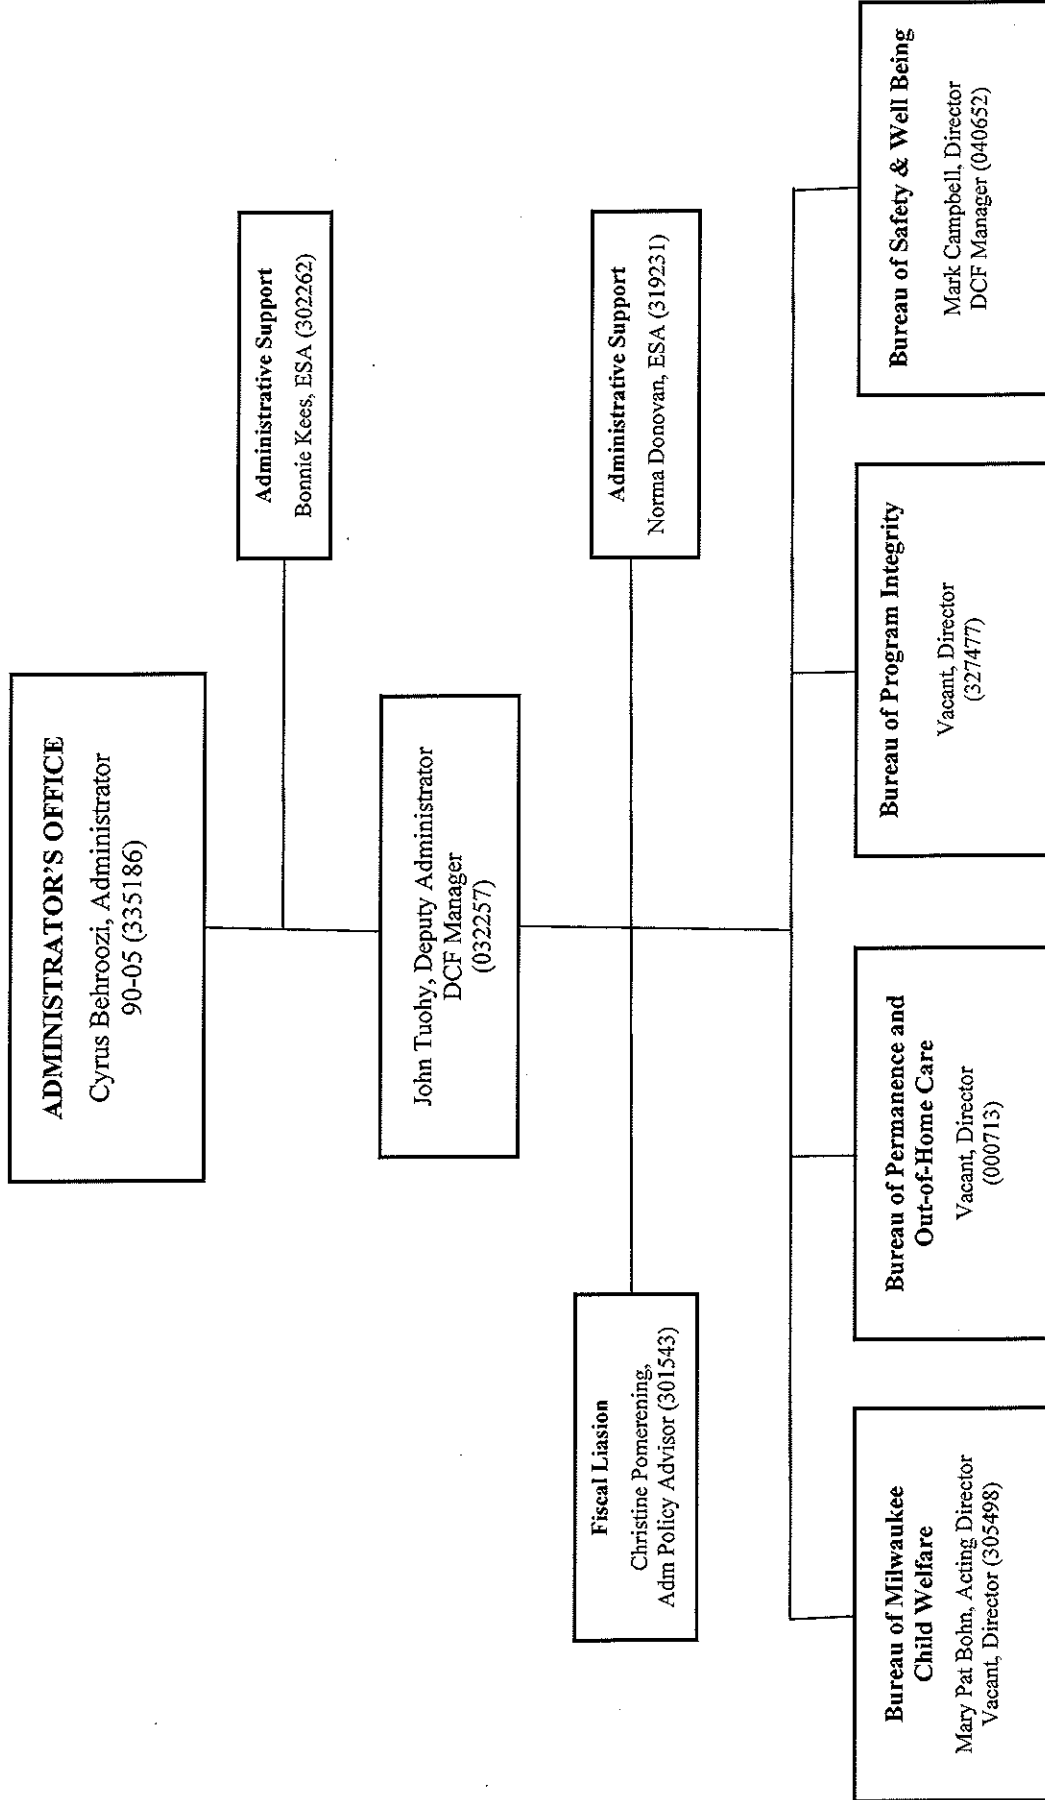 ADMINISTRATOR'S OFFICE
Cyrus Behroozi, Administrator
90-05 (335186)
Administrative Support
Bonnie Kees, ESA (302262)
John Tuohy, Deputy Administrator
DCF Manager
(032257)
Fiscal Liasion
Christine Pomerening,
Adm Policy Advisor (301543)
Administrative Support
Norma Donovan, ESA (319231)
Bureau of Milwaukee
Child Welfare
Mary Pat Bohn, Acting Director
Vacant, Director (305498)
Bureau of Permanence and
Out-of-Home Care
Vacant, Director
(000713)
Bureau of Program Integrity
Vacant, Director
(327477)
Bureau of Safety & Well Being
Mark Campbell, Director
DCF Manager (040652)